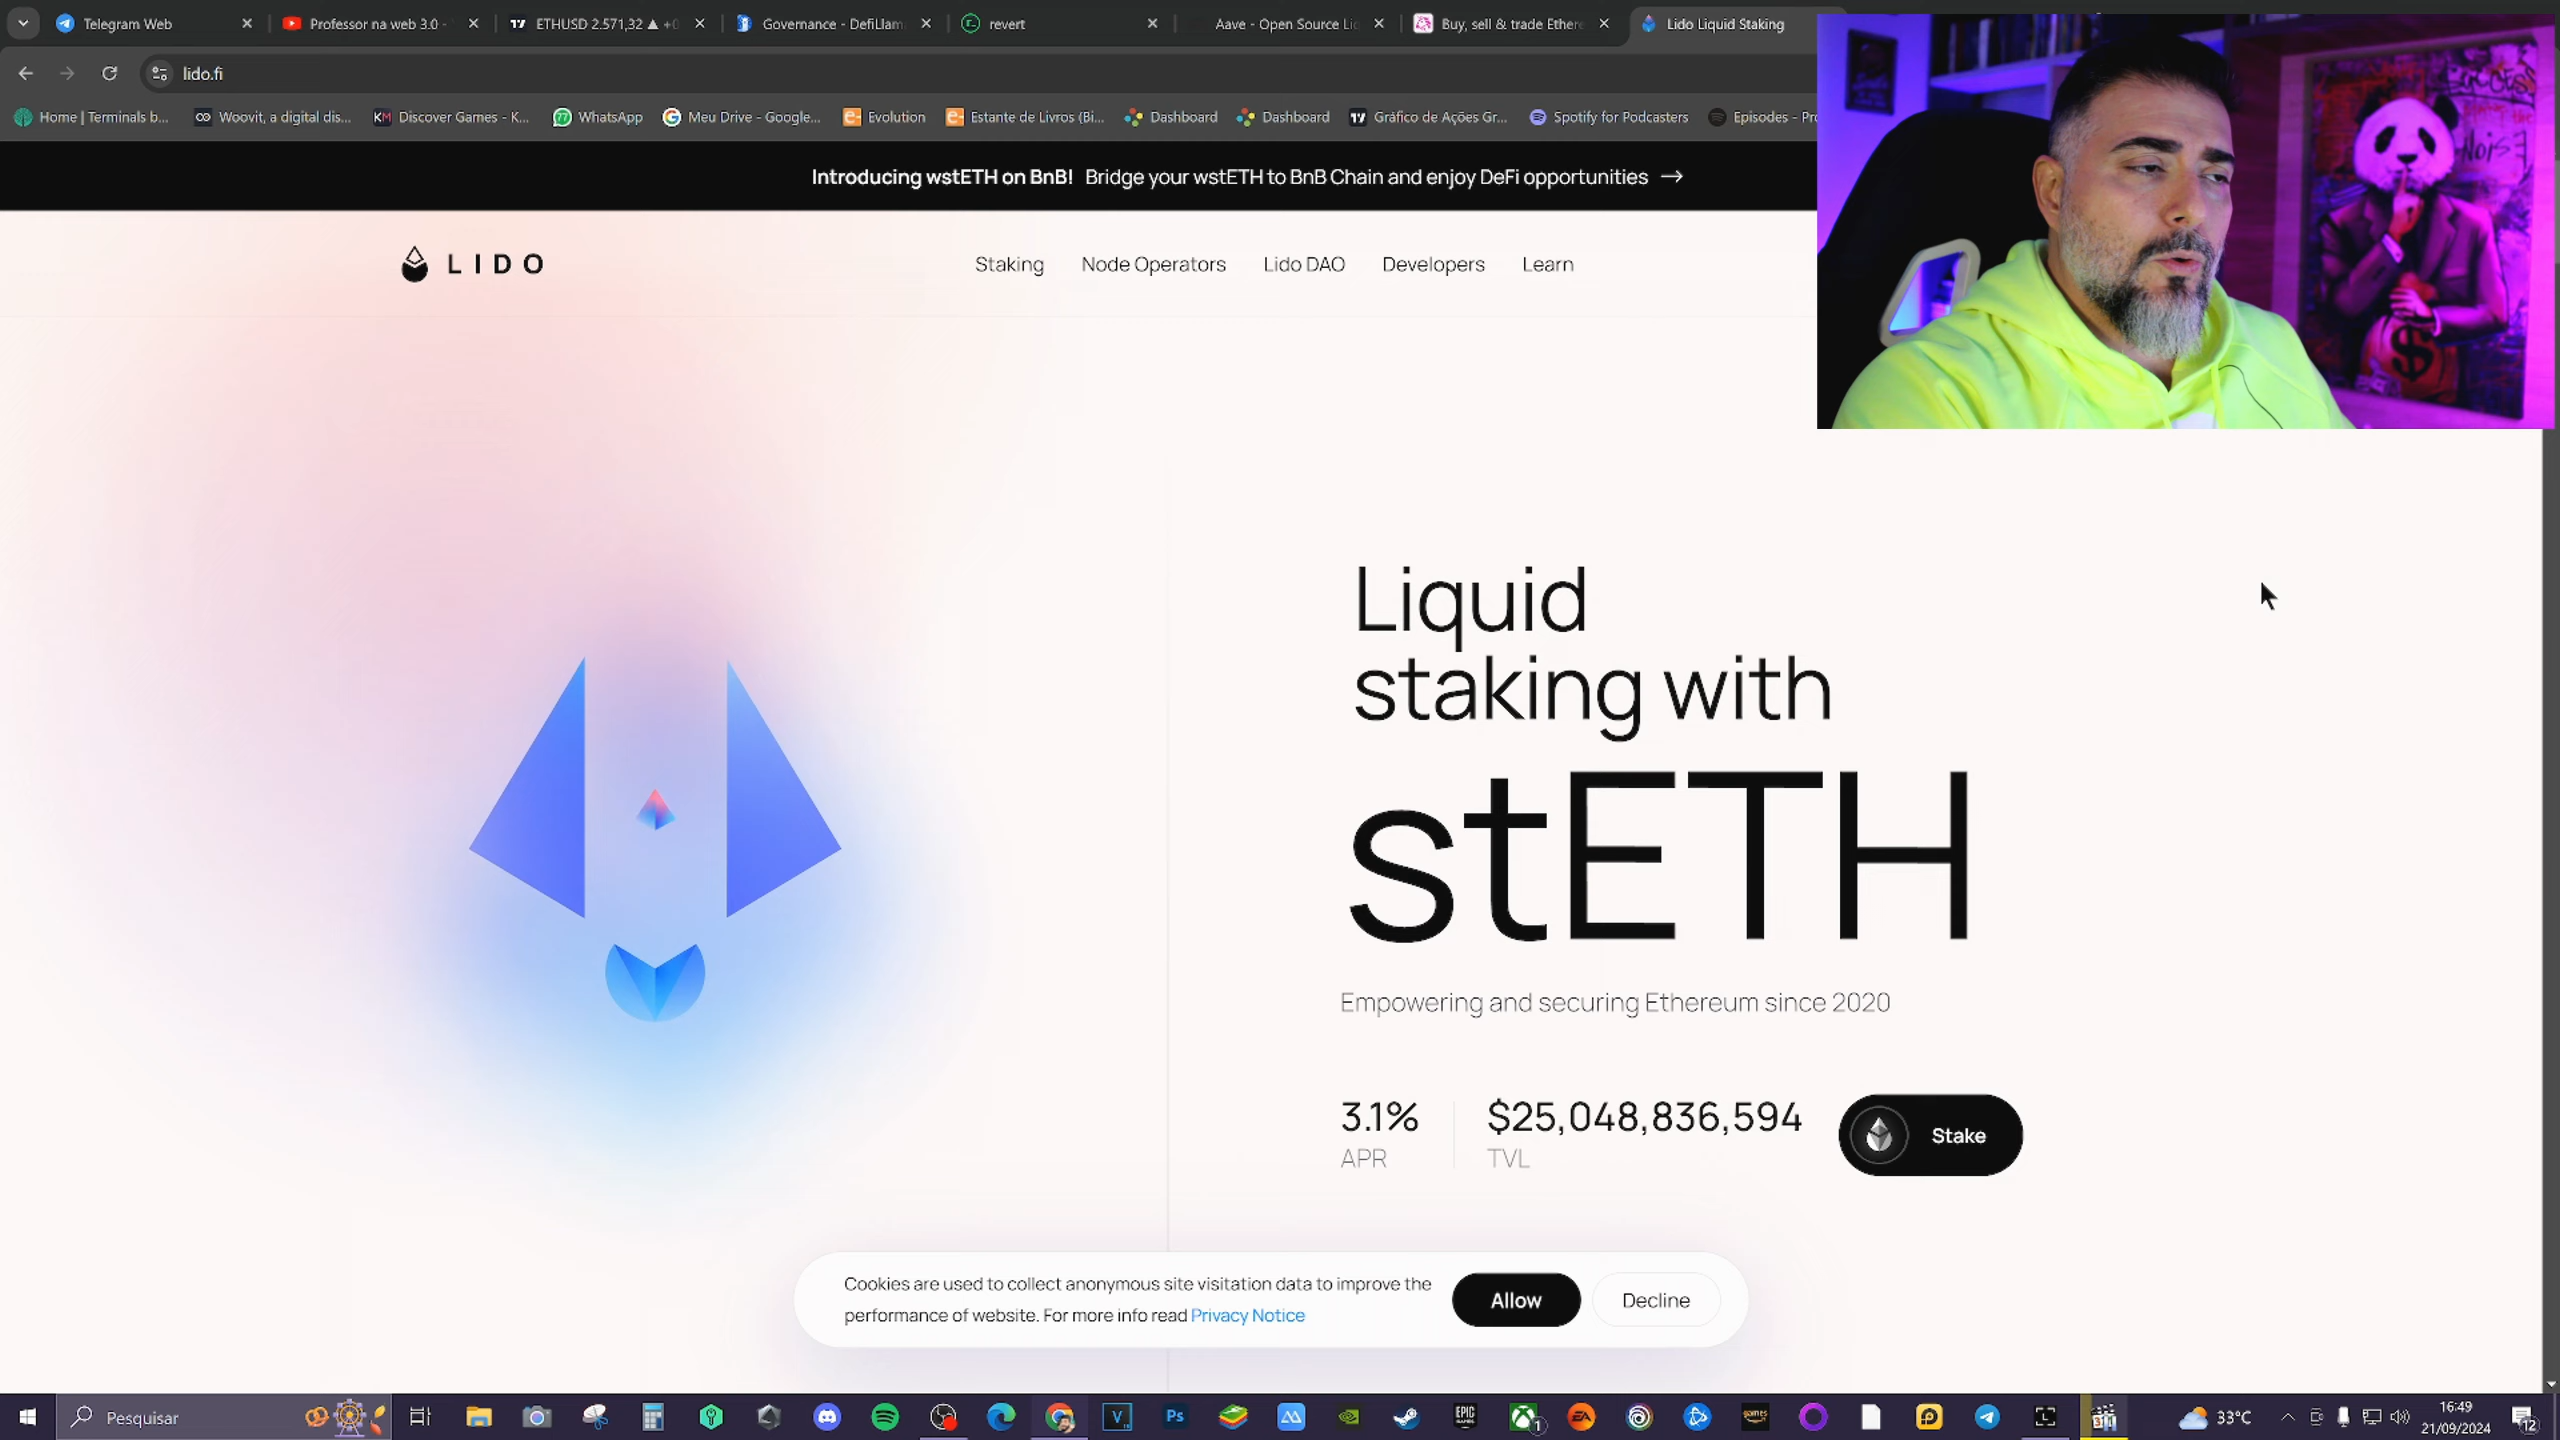 Telegram Web
Professor na web 3.0 -
ETHUSD 2.571,32 ▲ +0
Governance - DefiLlam
revert
Aave - Open Source Liq
Buy, sell & trade Ethere
Lido Liquid Staking
lido.fi
Home | Terminals b...
Woovit, a digital dis...
Discover Games - K...
WhatsApp
Meu Drive - Google...
Evolution
Estante de Livros (Bi...
Dashboard
Dashboard
Gráfico de Ações Gr...
Spotify for Podcasters
Episodes - Pro
Introducing wstETH on BnB! Bridge your wstETH to BnB Chain and enjoy DeFi opportunities →
LIDO
Staking
Node Operators
Lido DAO
Developers
Learn
Liquid
staking with
stETH
Empowering and securing Ethereum since 2020
3.1%
APR
$25,048,836,594
TVL
Stake
Cookies are used to collect anonymous site visitation data to improve the
performance of website. For more info read Privacy Notice
Allow
Decline
Pesquisar
33°C
16:49
21/09/2024
12